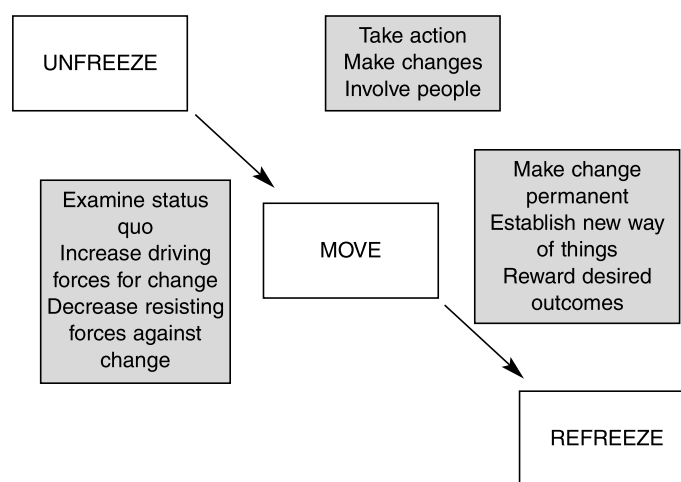 UNFREEZE
Take action
Make changes
Involve people
Examine status
quo
Increase driving
forces for change
Decrease resisting
forces against
change
MOVE
Make change
permanent
Establish new way
of things
Reward desired
outcomes
REFREEZE